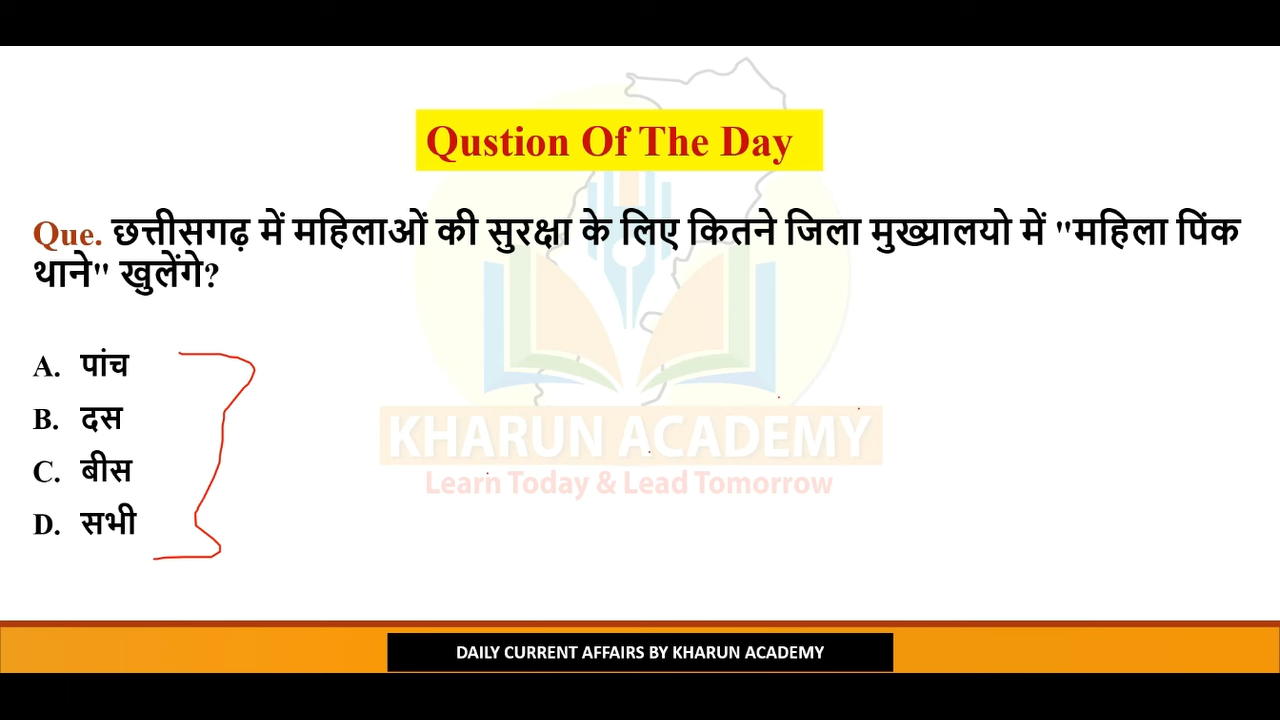 Qustion Of The Day
Que. छत्तीसगढ़ में महिलाओं की सुरक्षा के लिए कितने जिला मुख्यालयो में "महिला पिंक
थाने" खुलेंगे?
A. पांच
B. दस
C. बीस
D. सभी
KHARUN ACADEMY
Learn Today & Lead Tomorrow
DAILY CURRENT AFFAIRS BY KHARUN ACADEMY